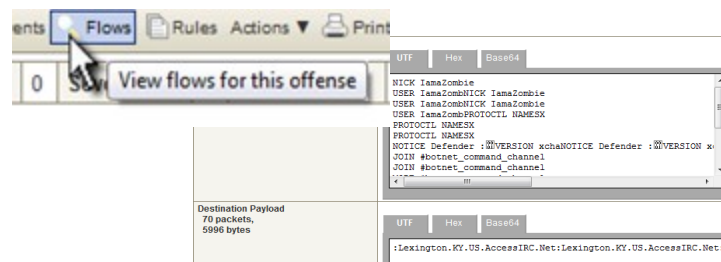 ents Flows Rules Actions ▼ Print
0
View flows for this offense
UTF Hex Base64
NICK IamaZombie
USER IamaZombNICK IamaZombie
USER IamaZombNICK IamaZombie
USER IamaZombPROTOCTL NAMESX
PROTOCTL NAMESX
PROTOCTL NAMESX
NOTICE Defender :VERSION xchaNOTICE Defender :VERSION xc
JOIN #botnet_command_channel
JOIN #botnet_command_channel
Destination Payload
70 packets,
5996 bytes
UTF Hex Base64
:Lexington.KY.US.AccessIRC.Net:Lexington.KY.US.AccessIRC.Net: